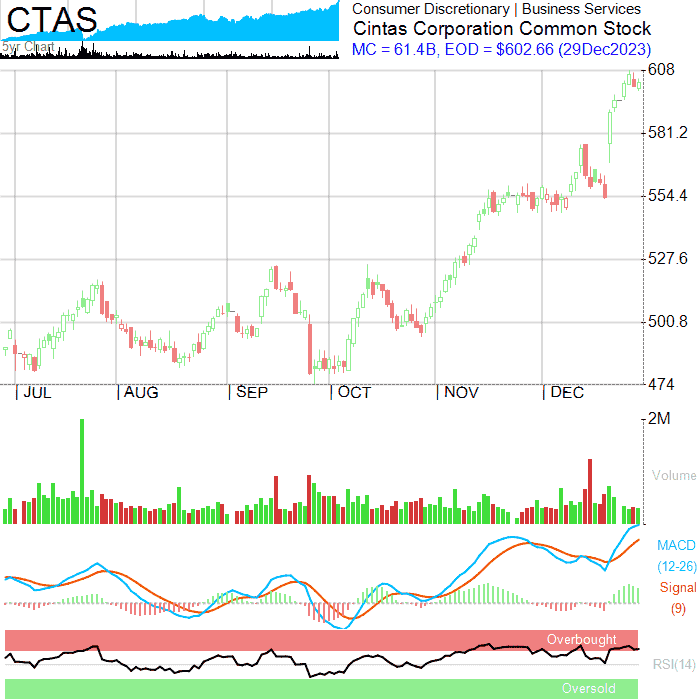 CTAS
5yr Chart
Consumer Discretionary | Business Services
Cintas Corporation Common Stock
MC = 61.4B, EOD = $602.66 (29Dec2023)
608
581.2
554.4
527.6
500.8
474
| JUL | AUG | SEP | OCT | NOV | DEC
2M
Volume
MACD
(12-26)
Signal
(9)
Overbought
RSI(14)
Oversold